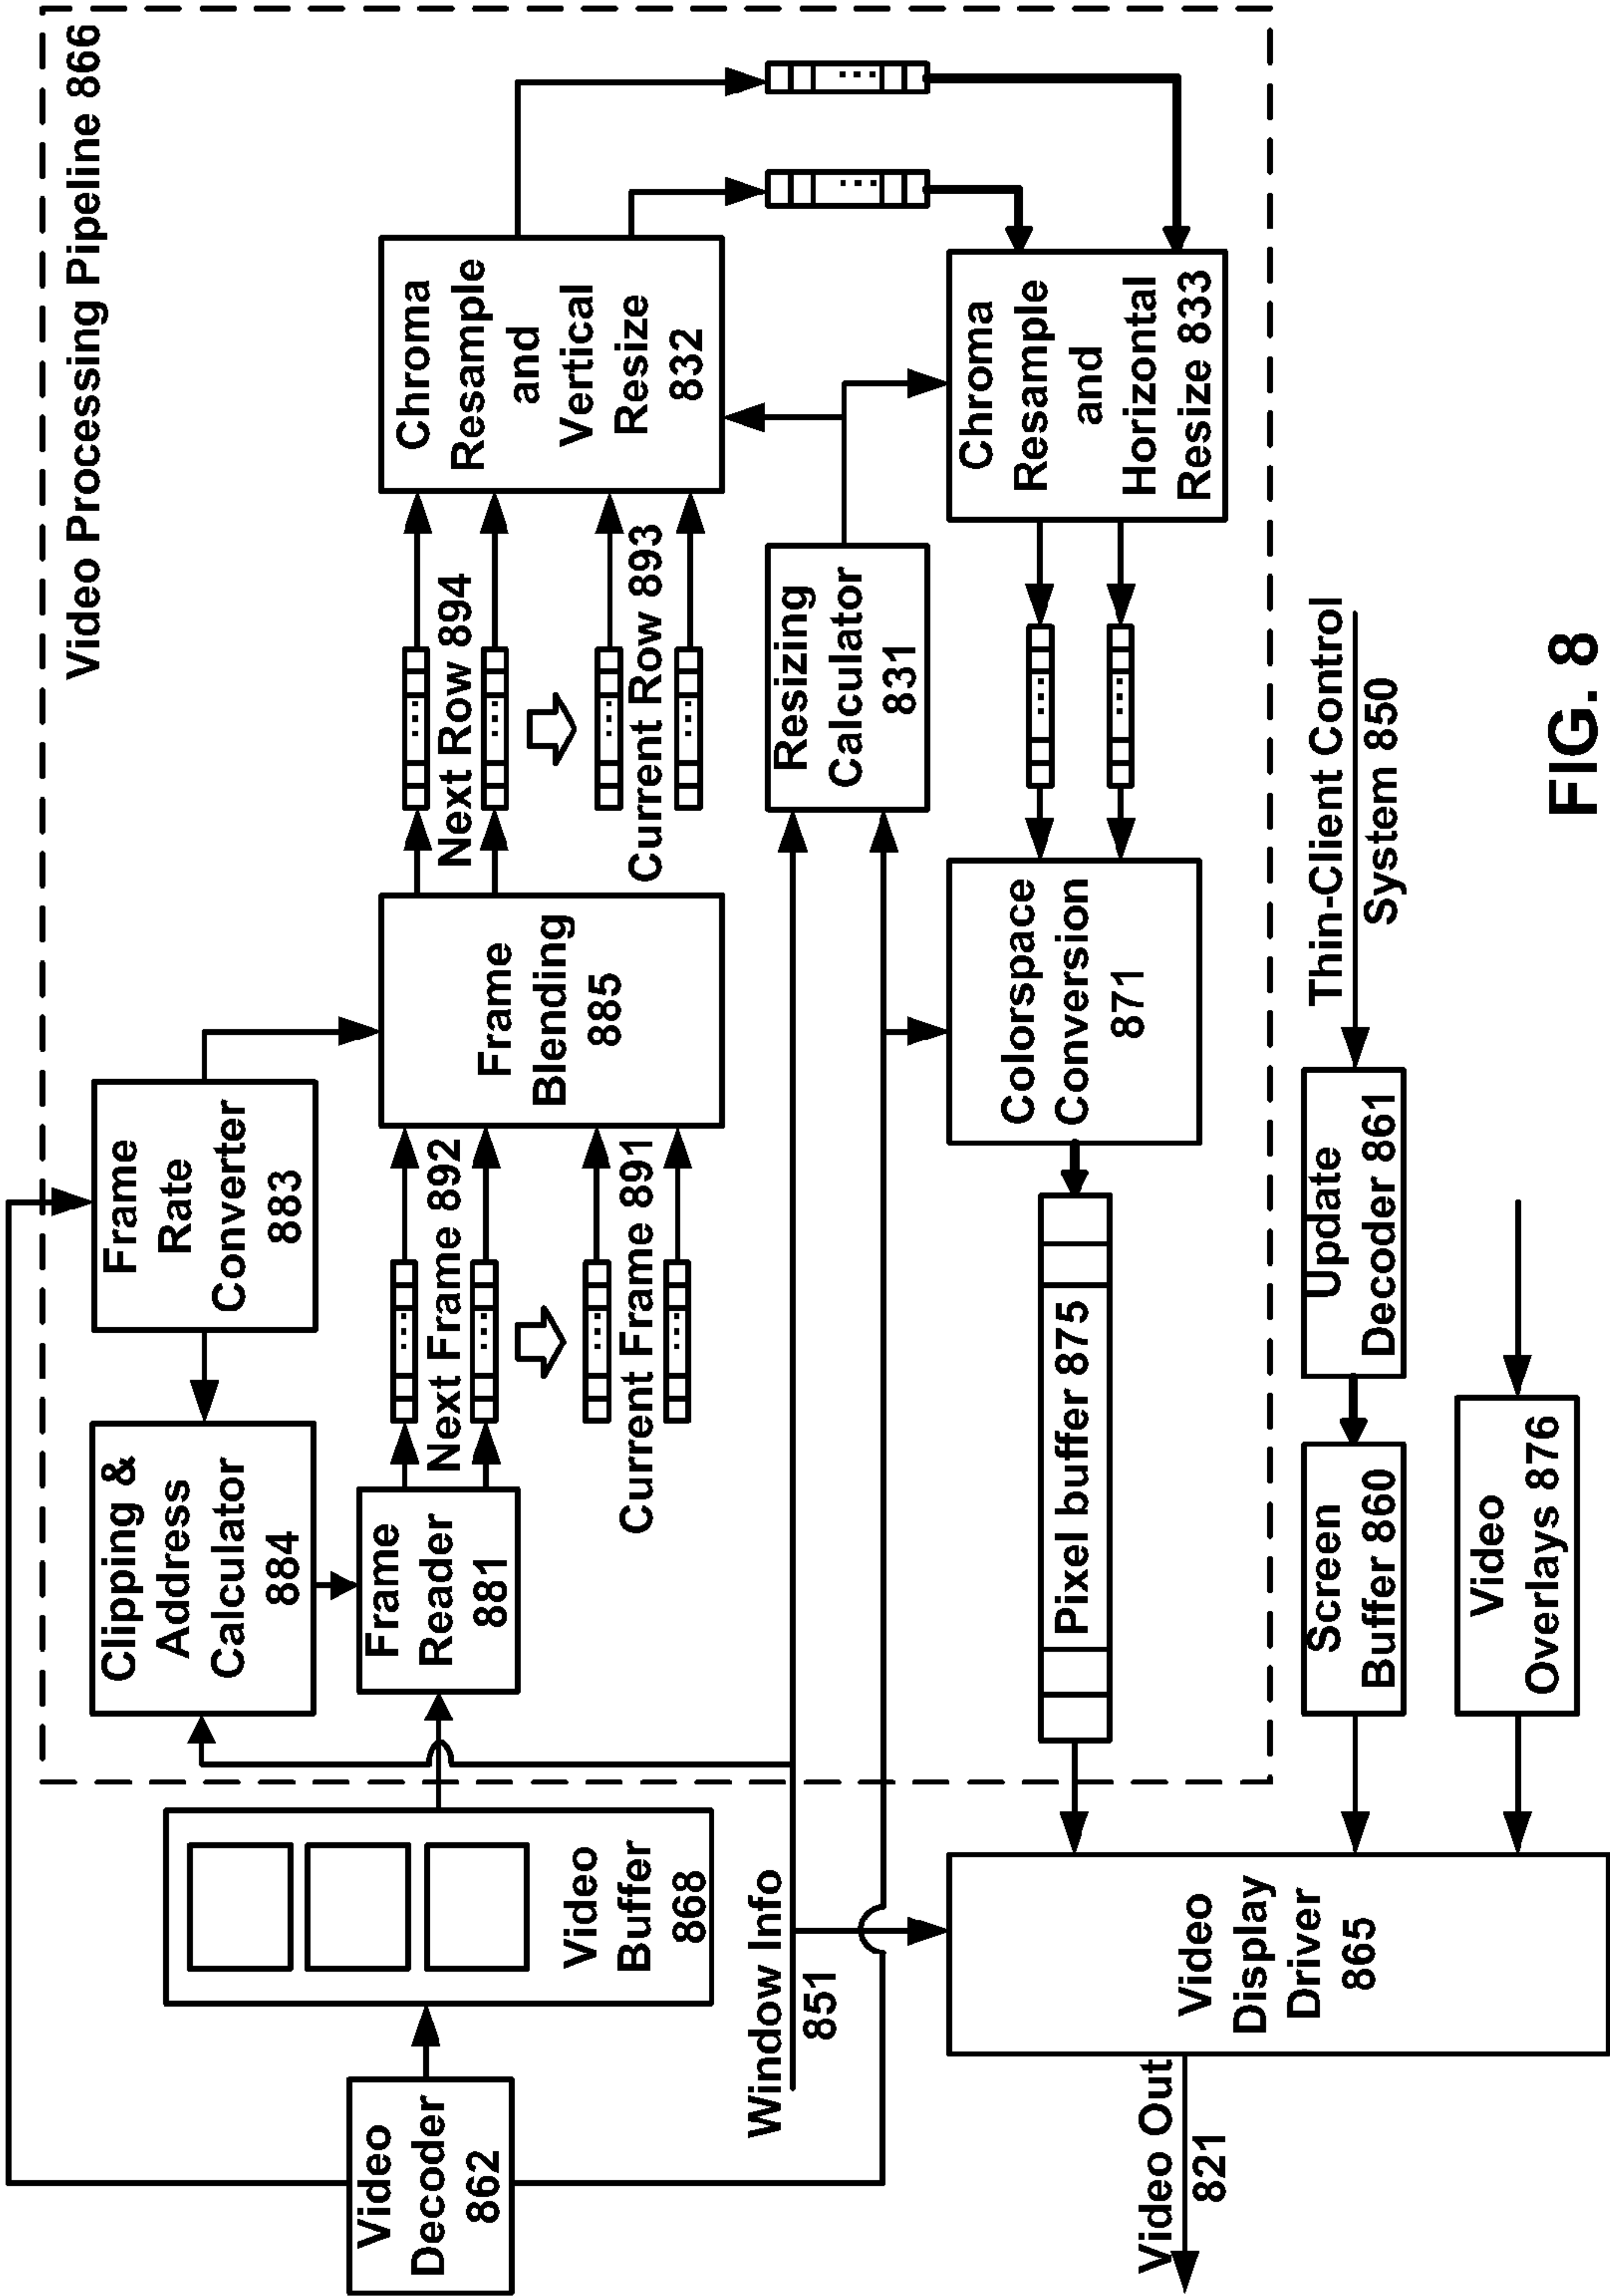 Video Processing Pipeline 866
Frame
Rate
Converter
883
Clipping &
Address
Calculator
884
Video
Decoder
862
Video
Buffer
868
Frame
Reader
881
Next Frame 892
Current Frame 891
Frame
Blending
885
Next Row 894
Current Row 893
Chroma
Resample
and
Vertical
Resize
832
Window Info
851
Resizing
Calculator
831
Video Out
821
Video
Display
Driver
865
Pixel buffer 875
Colorspace
Conversion
871
Chroma
Resample
and
Horizontal
Resize 833
Screen
Buffer 860
Update
Decoder 861
Thin-Client Control
System 850
Video
Overlays 876
FIG. 8